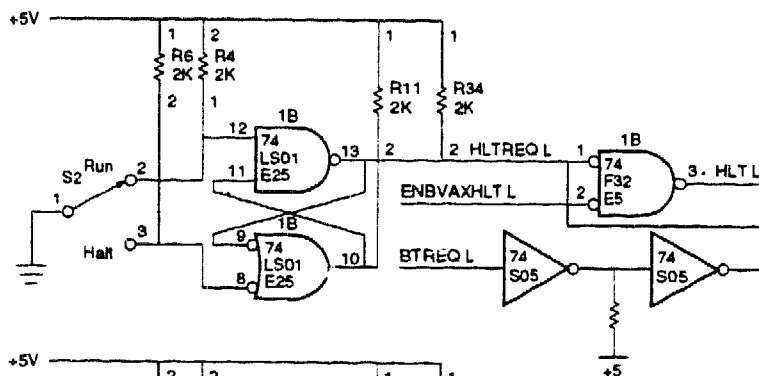 +5V
1 2 1 1
R6 R4
2K 2K
R11 R34
2K 2K
2 1
1B 1B
12 74 13 2 2 HLTREQ L 1 74 3. HLT L
LS01 F32
11 E25 E5
S2 Run 2
1
ENBVAXHLT L 2
3
Halt
1B
9 74 10 BTREQ L 74 74
LS01 S05 S05
8 E25
+5
+5V
2 2 1 1